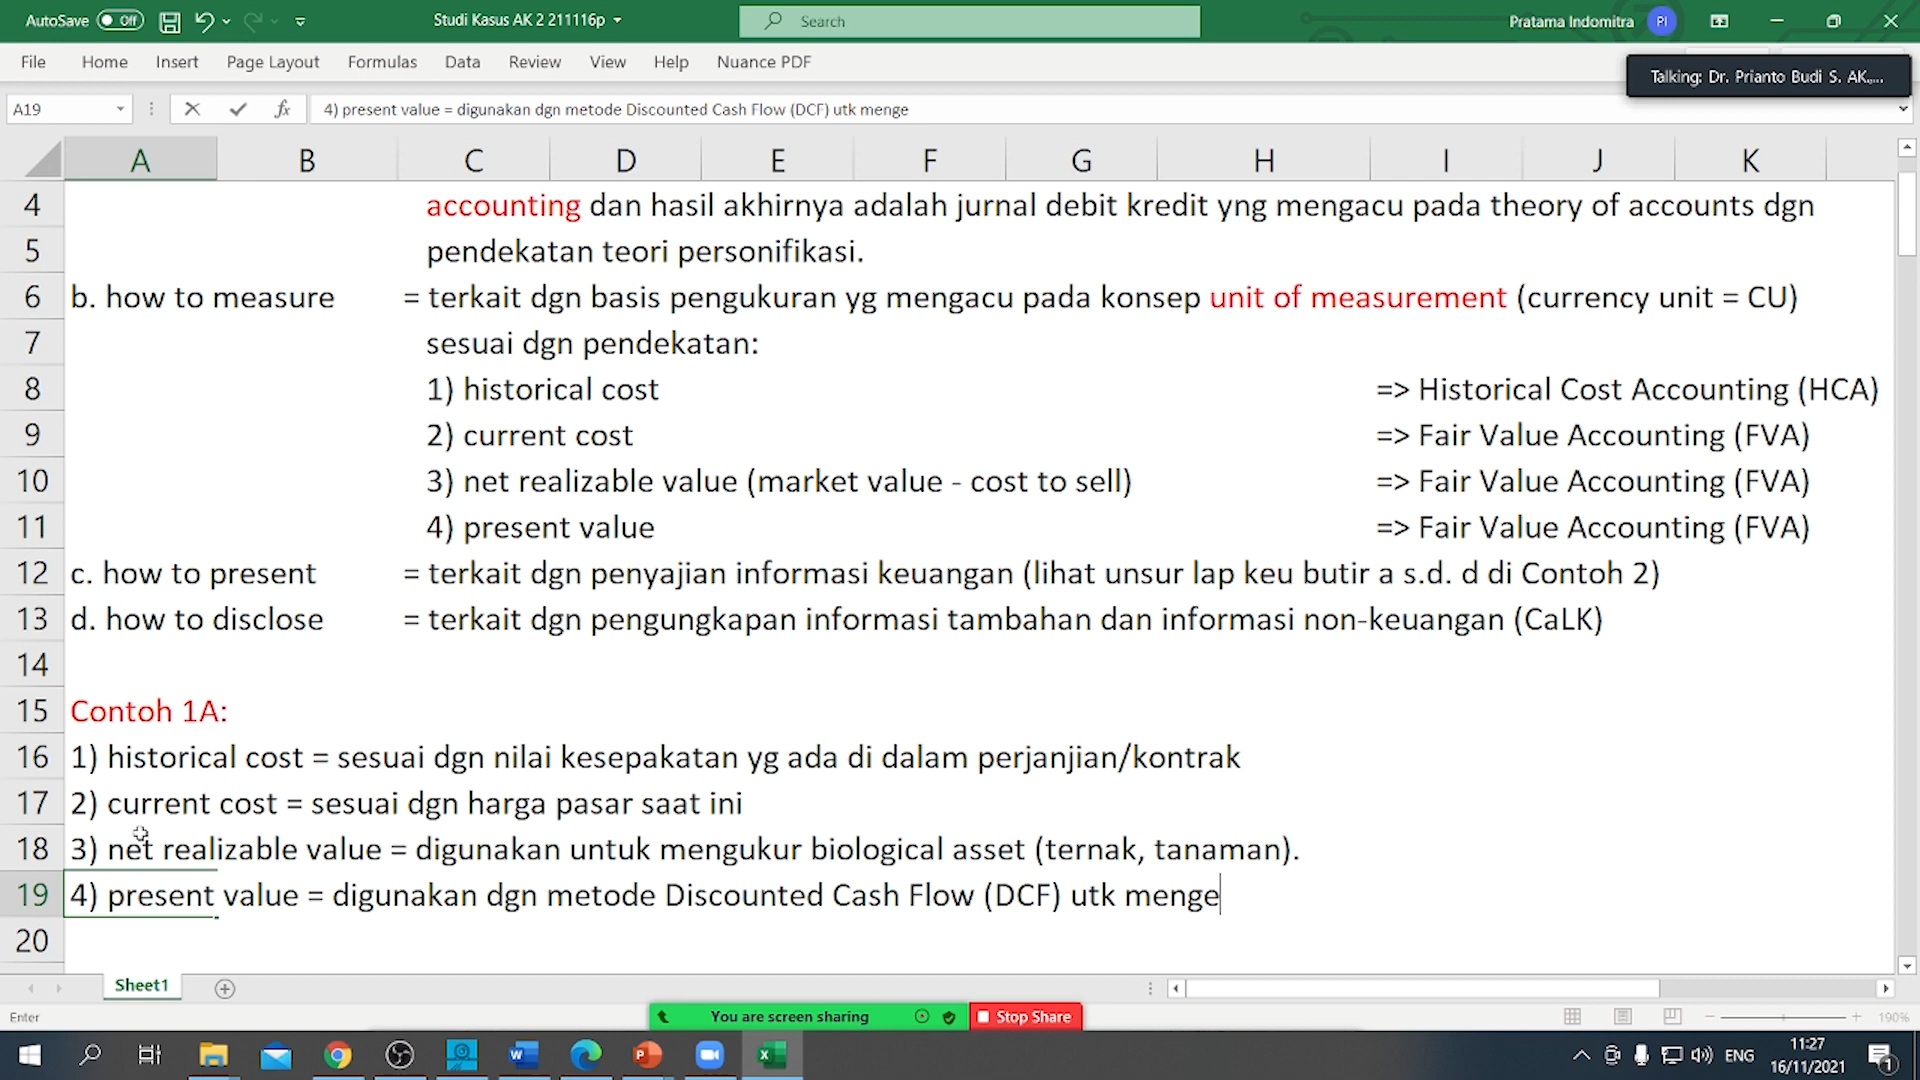 AutoSave Off
Studi Kasus AK 2 211116p
Search
Pratama Indomitra PI
File Home Insert Page Layout Formulas Data Review View Help Nuance PDF
Talking: Dr. Prianto Budi S. AK,...
A19
fx
4) present value = digunakan dgn metode Discounted Cash Flow (DCF) utk menge
A B C D E F G H I J K
4 accounting dan hasil akhirnya adalah jurnal debit kredit yng mengacu pada theory of accounts dgn
5 pendekatan teori personifikasi.
6 b. how to measure = terkait dgn basis pengukuran yg mengacu pada konsep unit of measurement (currency unit = CU)
7 sesuai dgn pendekatan:
8 1) historical cost => Historical Cost Accounting (HCA)
9 2) current cost => Fair Value Accounting (FVA)
10 3) net realizable value (market value - cost to sell) => Fair Value Accounting (FVA)
11 4) present value => Fair Value Accounting (FVA)
12 c. how to present = terkait dgn penyajian informasi keuangan (lihat unsur lap keu butir a s.d. d di Contoh 2)
13 d. how to disclose = terkait dgn pengungkapan informasi tambahan dan informasi non-keuangan (CaLK)
14
15 Contoh 1A:
16 1) historical cost = sesuai dgn nilai kesepakatan yg ada di dalam perjanjian/kontrak
17 2) current cost = sesuai dgn harga pasar saat ini
18 3) net realizable value = digunakan untuk mengukur biological asset (ternak, tanaman).
19 4) present value = digunakan dgn metode Discounted Cash Flow (DCF) utk menge
20
Sheet1
Enter
You are screen sharing
Stop Share
190%
ENG
11:27
16/11/2021
1